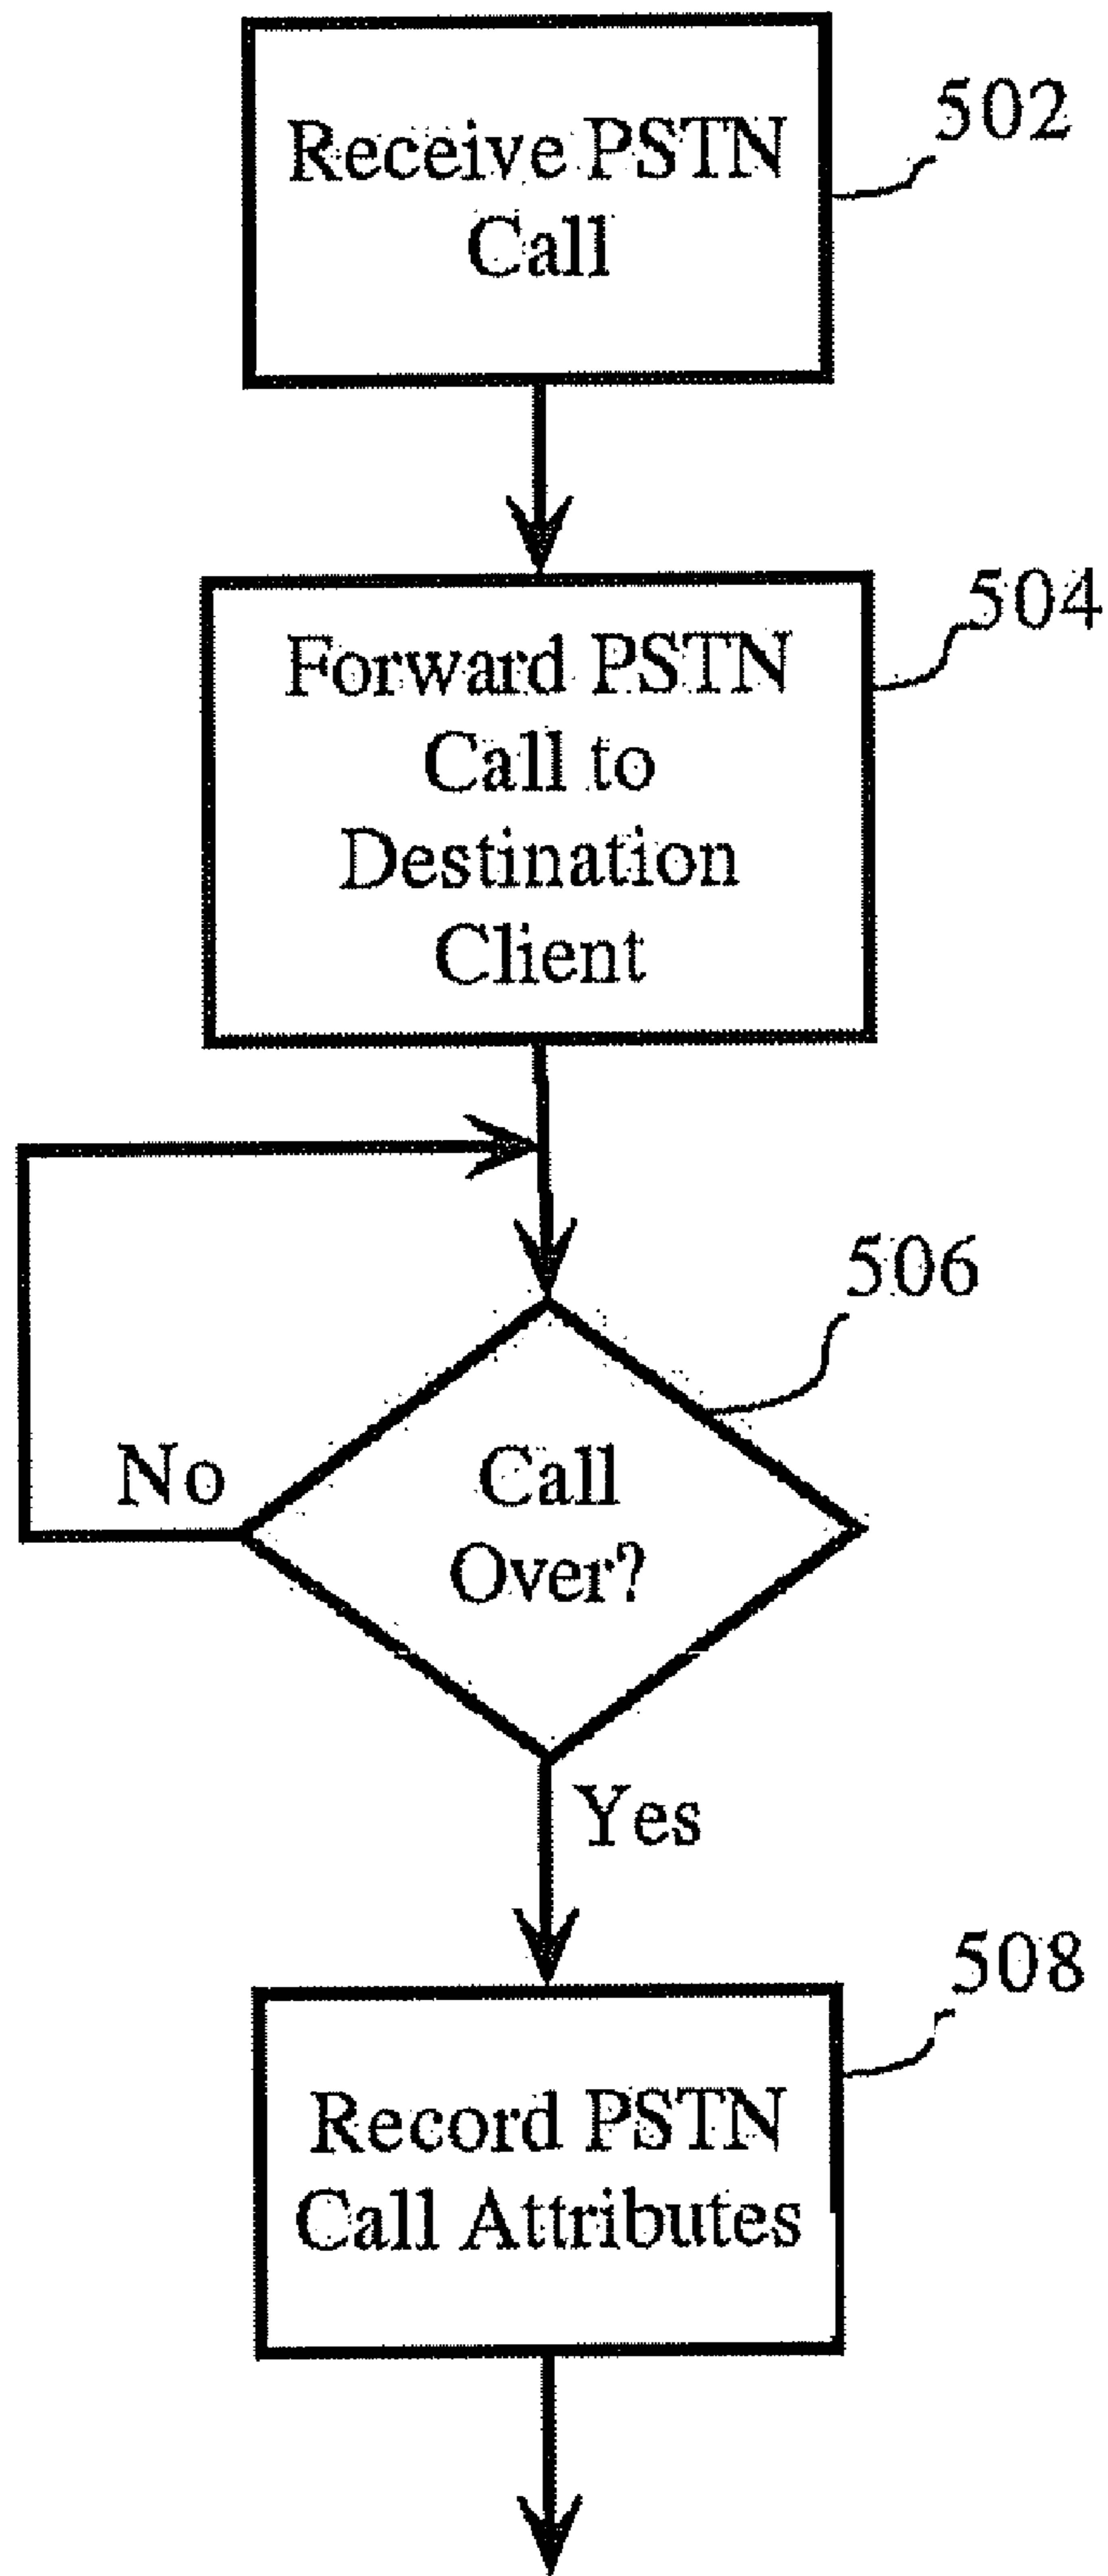 Receive PSTN
Call
502
Forward PSTN
Call to
Destination
Client
504
506
Call
Over?
No
Yes
508
Record PSTN
Call Attributes